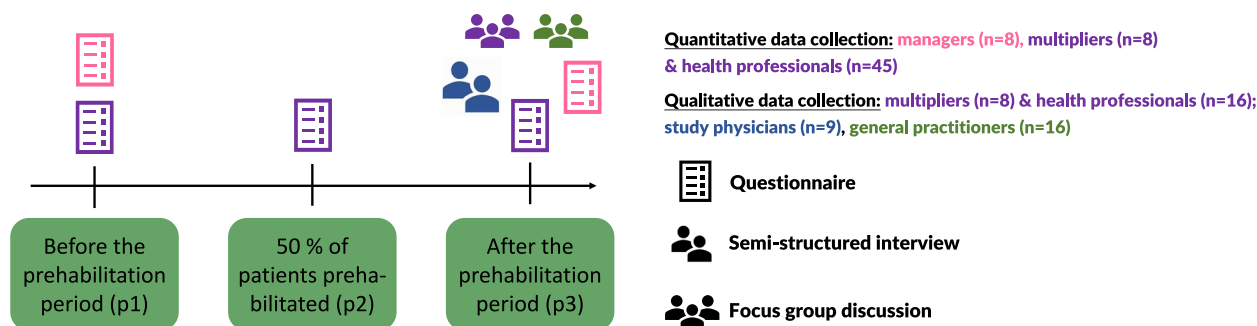 Quantitative data collection: managers (n=8), multipliers (n=8)
& health professionals (n=45)
Qualitative data collection: multipliers (n=8) & health professionals (n=16);
study physicians (n=9), general practitioners (n=16)
Questionnaire
Semi-structured interview
Focus group discussion
Before the
prehabilitation
period (p1)
50 % of
patients preha-
bilitated (p2)
After the
prehabilitation
period (p3)